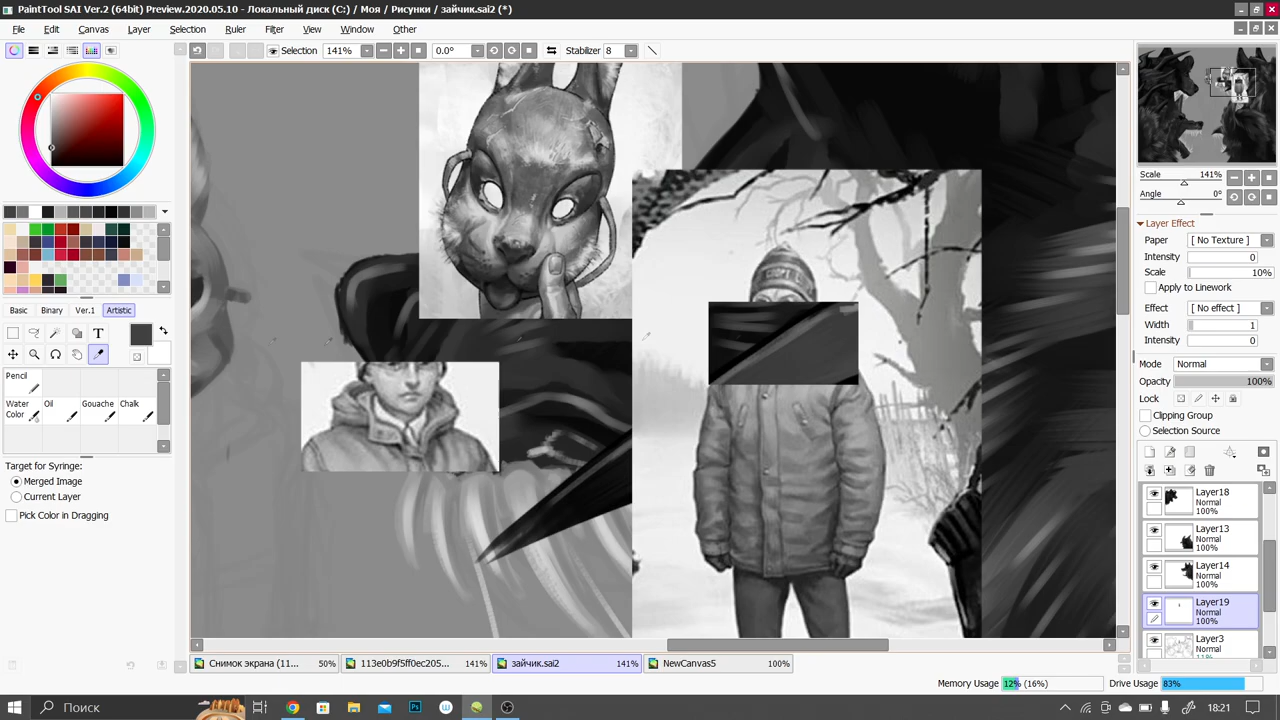 PaintTool SAI Ver.2 (64bit) Preview.2020.05.10 - Локальный диск (C:) / Моя / Рисунки / зайчик.sai2 (*)
File Edit Canvas Layer Selection Ruler Filter View Window Other
Selection 141% 0.0° Stabilizer 8
Scale 141%
Angle 0°
Layer Effect
Paper [ No Texture ]
Intensity 0
Scale 10%
Apply to Linework
Effect [ No effect ]
Width 1
Intensity 0
Mode Normal
Opacity 100%
Lock
Clipping Group
Selection Source
Basic Binary Ver.1 Artistic
T
Pencil
Water Color Oil Gouache Chalk
Target for Syringe:
Merged Image
Current Layer
Pick Color in Dragging
Layer18
Normal
100%
Layer13
Normal
100%
Layer14
Normal
100%
Layer19
Normal
100%
Layer3
Normal
11%
Снимок экрана (11... 50% 113e0b9f5ff0ec205... 141% зайчик.sai2 141% NewCanvas5 100%
Memory Usage 12% (16%) Drive Usage 83%
Поиск Ps W 18:21